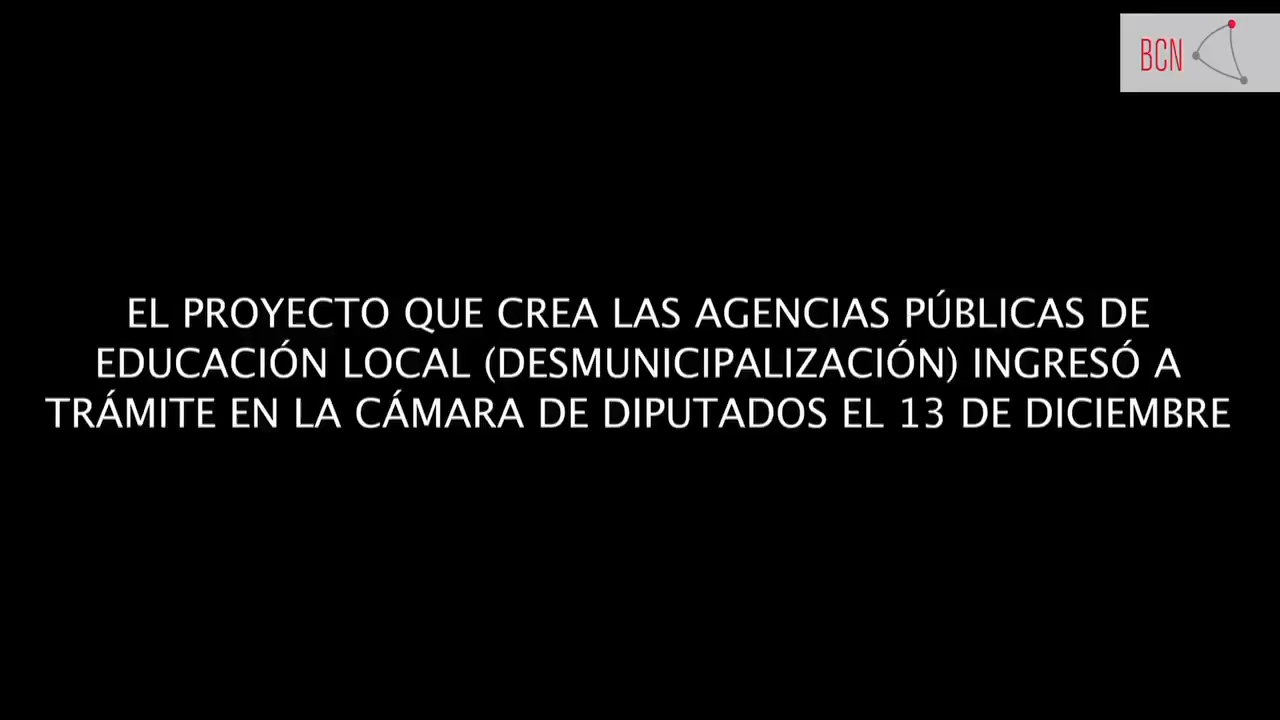 BCN
EL PROYECTO QUE CREA LAS AGENCIAS PÚBLICAS DE
EDUCACIÓN LOCAL (DESMUNICIPALIZACIÓN) INGRESÓ A
TRÁMITE EN LA CÁMARA DE DIPUTADOS EL 13 DE DICIEMBRE